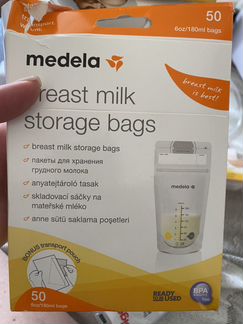 50
6oz/180ml bags
medela
breast milk
storage bags
breast milk is best!
breast milk storage bags
пакеты для хранения
грудного молока
anyatejtároló tasak
skladovací sáčky na
mateřské mléko
anne sütü saklama poşetleri
medela
BONUS transport pouch
50
6oz/180ml bags
READY
TO BE USED
BPA